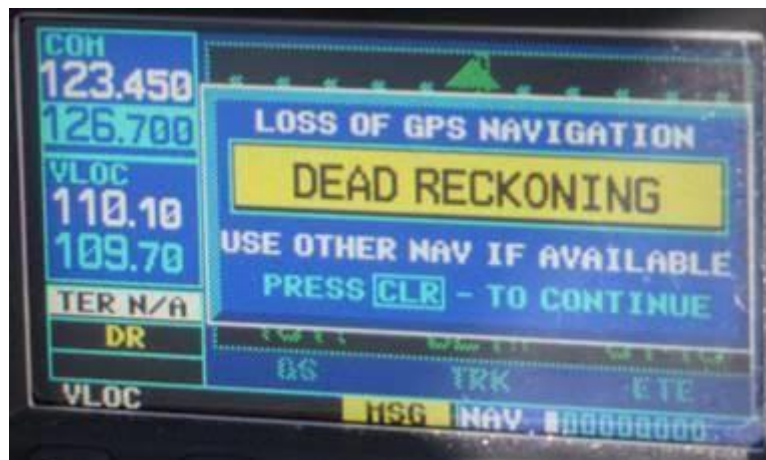 COM
123.450
126.700
VLOC
110.10
109.70
TER N/A
DR
VLOC
LOSS OF GPS NAVIGATION
DEAD RECKONING
USE OTHER NAV IF AVAILABLE
PRESS CLR - TO CONTINUE
GS TRK ETE
MSG NAV